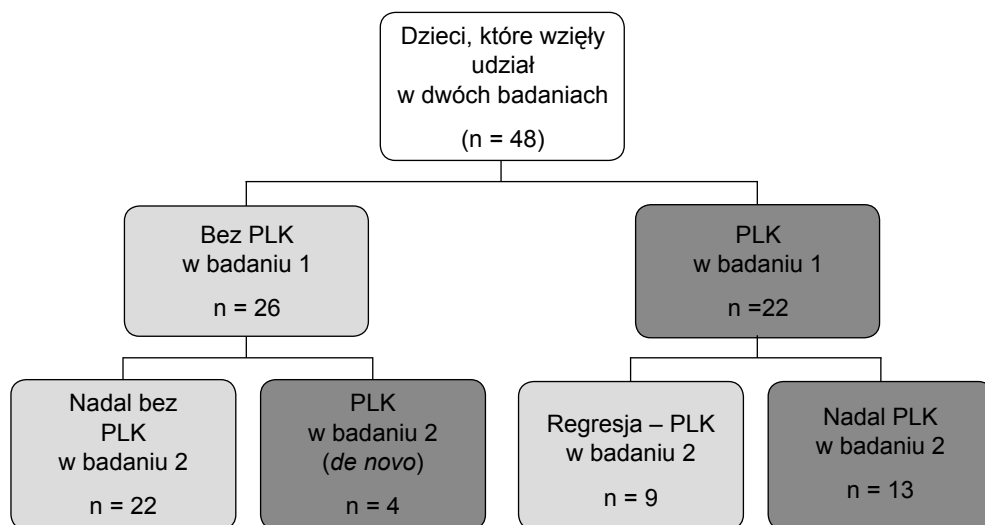 Dzieci, które wzięły
udział
w dwóch badaniach
(n = 48)
Bez PLK
w badaniu 1
n = 26
PLK
w badaniu 1
n =22
Nadal bez
PLK
w badaniu 2
n = 22
PLK
w badaniu 2
(de novo)
n = 4
Regresja – PLK
w badaniu 2
n = 9
Nadal PLK
w badaniu 2
n = 13